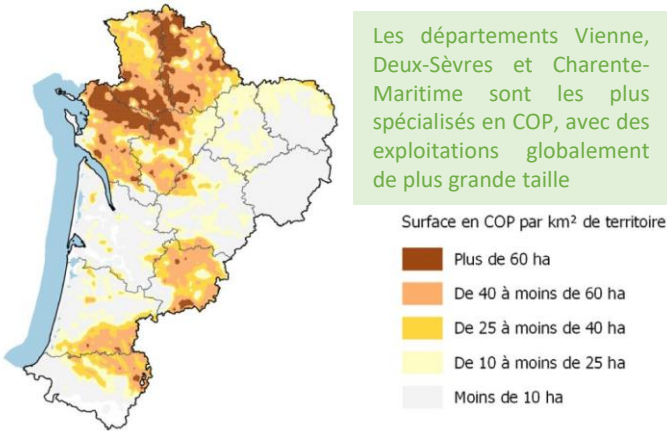 Les départements Vienne,
Deux-Sèvres et Charente-
Maritime sont les plus
spécialisés en COP, avec des
exploitations globalement
de plus grande taille
Surface en COP par km² de territoire
Plus de 60 ha
De 40 à moins de 60 ha
De 25 à moins de 40 ha
De 10 à moins de 25 ha
Moins de 10 ha